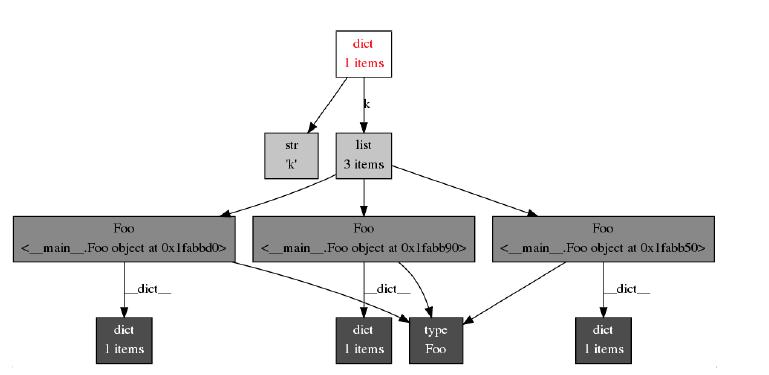 dict
1 items
k
str
'k'
list
3 items
Foo
<__main__.Foo object at 0x1fabbd0>
Foo
<__main__.Foo object at 0x1fabb90>
Foo
<__main__.Foo object at 0x1fabb50>
__dict__
__dict__
__dict__
dict
1 items
dict
1 items
type
Foo
dict
1 items